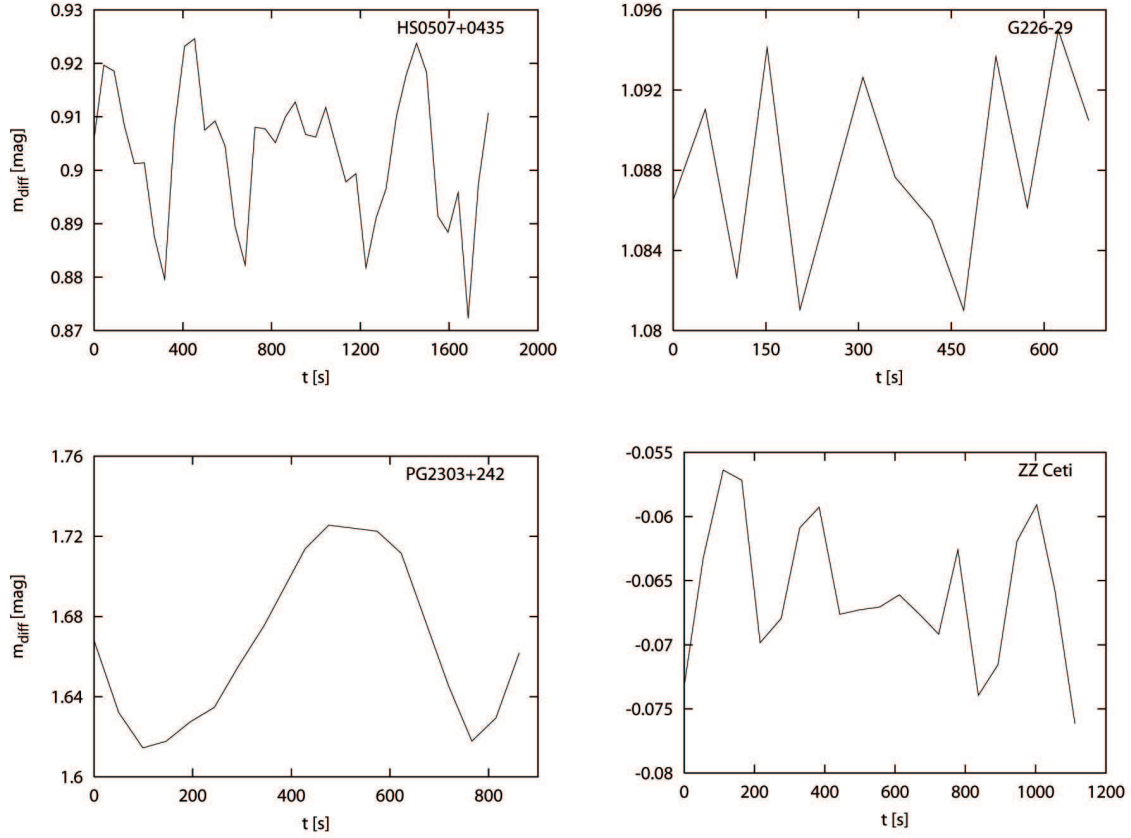 HS0507+0435
0.93
0.92
0.91
0.9
0.89
0.88
0.87
m_diff [mag]
0 400 800 1200 1600 2000
t [s]
G226-29
1.096
1.092
1.088
1.084
1.08
0 150 300 450 600
t [s]
PG2303+242
1.76
1.72
1.68
1.64
1.6
m_diff [mag]
0 200 400 600 800
t [s]
ZZ Ceti
-0.055
-0.06
-0.065
-0.07
-0.075
-0.08
0 200 400 600 800 1000 1200
t [s]